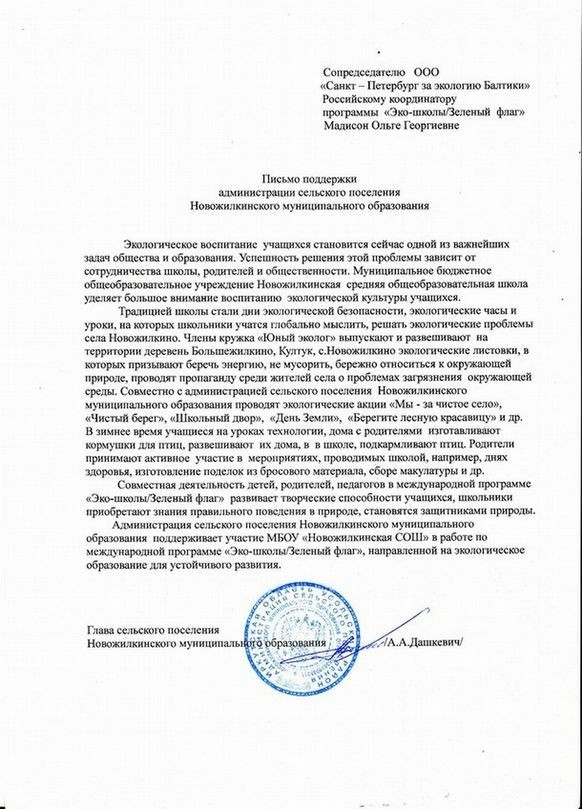 Сопредседателю ООО
«Санкт – Петербург за экологию Балтики»
Российскому координатору
программы «Эко-школы/Зеленый флаг»
Мадисон Ольге Георгиевне
Письмо поддержки
администрации сельского поселения
Новожилкинского муниципального образования
Экологическое воспитание учащихся становится сейчас одной из важнейших
задач общества и образования. Успешность решения этой проблемы зависит от
сотрудничества школы, родителей и общественности. Муниципальное бюджетное
общеобразовательное учреждение Новожилкинская средняя общеобразовательная школа
уделяет большое внимание воспитанию экологической культуры учащихся.
Традицией школы стали дни экологической безопасности, экологические часы и
уроки, на которых школьники учатся глобально мыслить, решать экологические проблемы
села Новожилкино. Члены кружка «Юный эколог» выпускают и развешивают на
территории деревень Большежилкино, Култук, с.Новожилкино экологические листовки, в
которых призывают беречь энергию, не мусорить, бережно относиться к окружающей
природе, проводят пропаганду среди жителей села о проблемах загрязнения окружающей
среды. Совместно с администрацией сельского поселения Новожилкинского
муниципального образования проводят экологические акции «Мы - за чистое село»,
«Чистый берег», «Школьный двор», «День Земли», «Берегите лесную красавицу» и др.
В зимнее время учащиеся на уроках технологии, дома с родителями изготавливают
кормушки для птиц, развешивают их дома, в в школе, подкармливают птиц. Родители
принимают активное участие в мероприятиях, проводимых школой, например, днях
здоровья, изготовление поделок из бросового материала, сборе макулатуры и др.
Совместная деятельность детей, родителей, педагогов в международной программе
«Эко-школы/Зеленый флаг» развивает творческие способности учащихся, школьники
приобретают знания правильного поведения в природе, становятся защитниками природы.
Администрация сельского поселения Новожилкинского муниципального
образования поддерживает участие МБОУ «Новожилкинская СОШ» в работе по
международной программе «Эко-школы/Зеленый флаг», направленной на экологическое
образование для устойчивого развития.
Глава сельского поселения
Новожилкинского муниципального образования /А.А.Дашкевич/